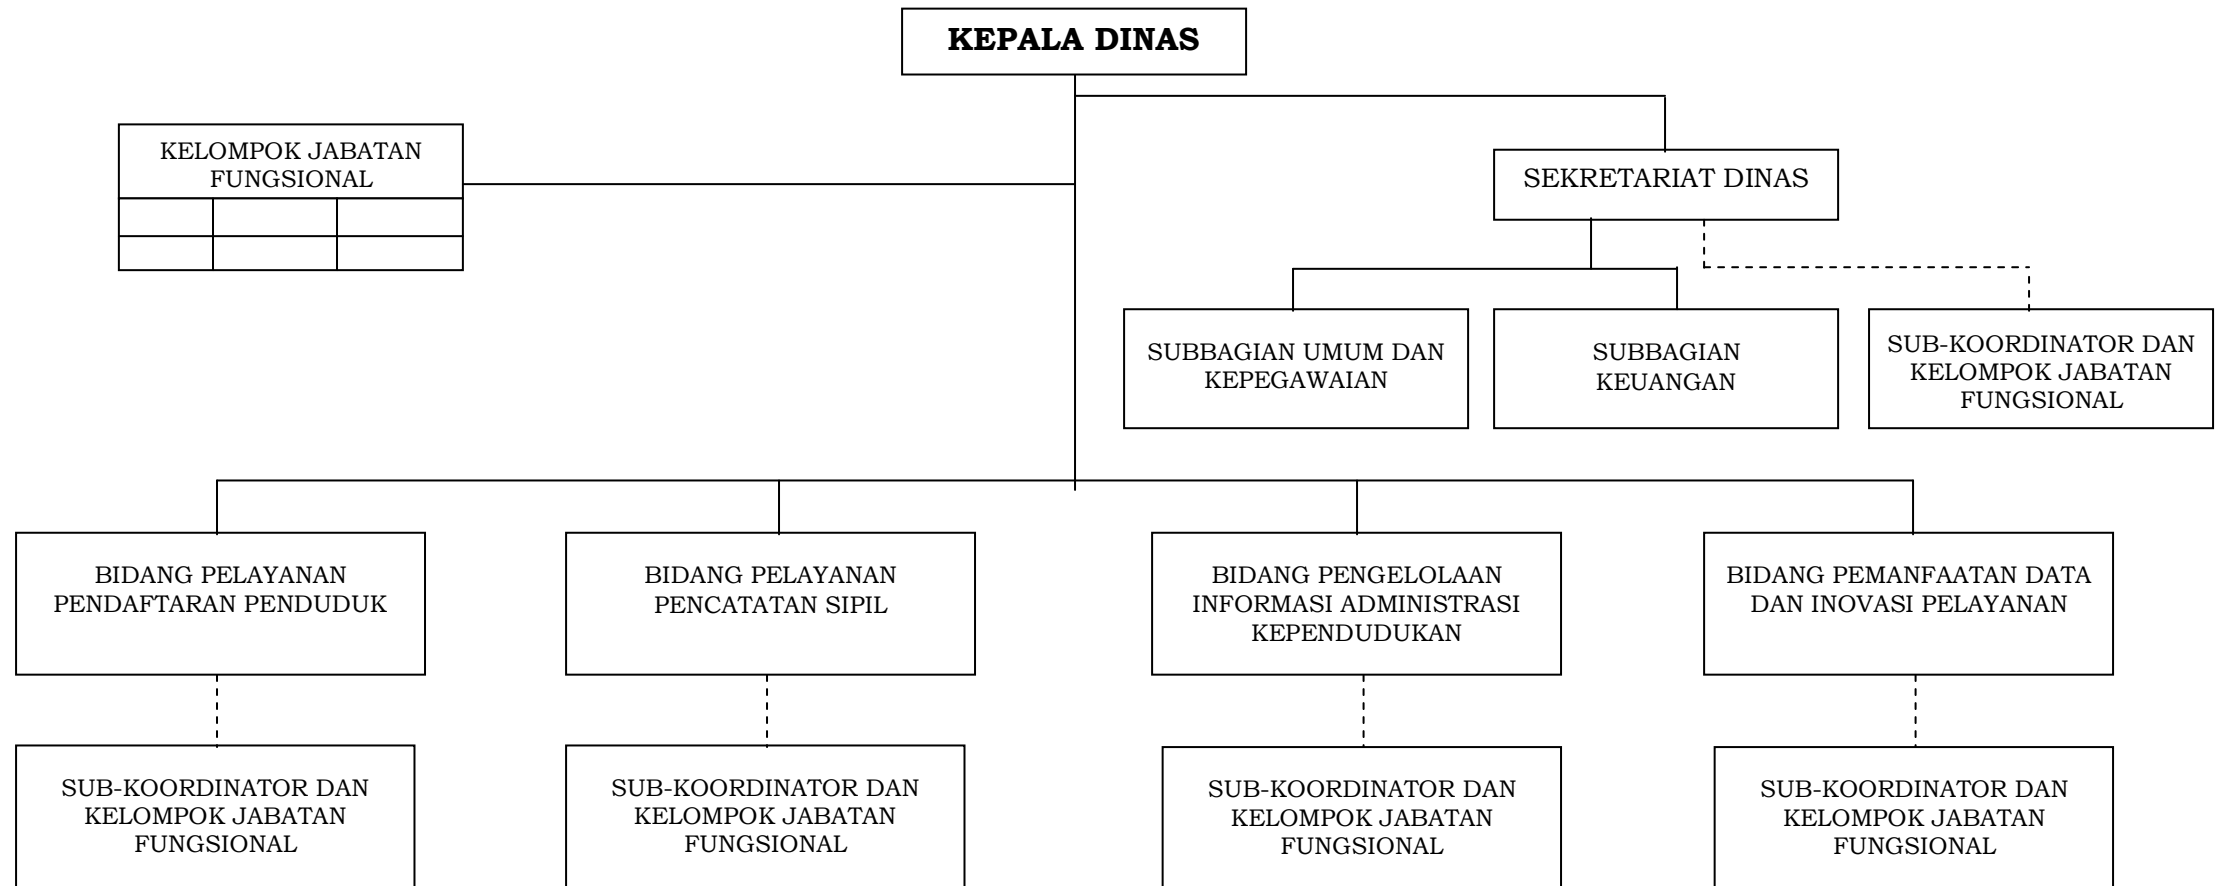 KEPALA DINAS
KELOMPOK JABATAN
FUNGSIONAL
SEKRETARIAT DINAS
SUBBAGIAN UMUM DAN
KEPEGAWAIAN
SUBBAGIAN
KEUANGAN
SUB-KOORDINATOR DAN
KELOMPOK JABATAN
FUNGSIONAL
BIDANG PELAYANAN
PENDAFTARAN PENDUDUK
BIDANG PELAYANAN
PENCATATAN SIPIL
BIDANG PENGELOLAAN
INFORMASI ADMINISTRASI
KEPENDUDUKAN
BIDANG PEMANFAATAN DATA
DAN INOVASI PELAYANAN
SUB-KOORDINATOR DAN
KELOMPOK JABATAN
FUNGSIONAL
SUB-KOORDINATOR DAN
KELOMPOK JABATAN
FUNGSIONAL
SUB-KOORDINATOR DAN
KELOMPOK JABATAN
FUNGSIONAL
SUB-KOORDINATOR DAN
KELOMPOK JABATAN
FUNGSIONAL